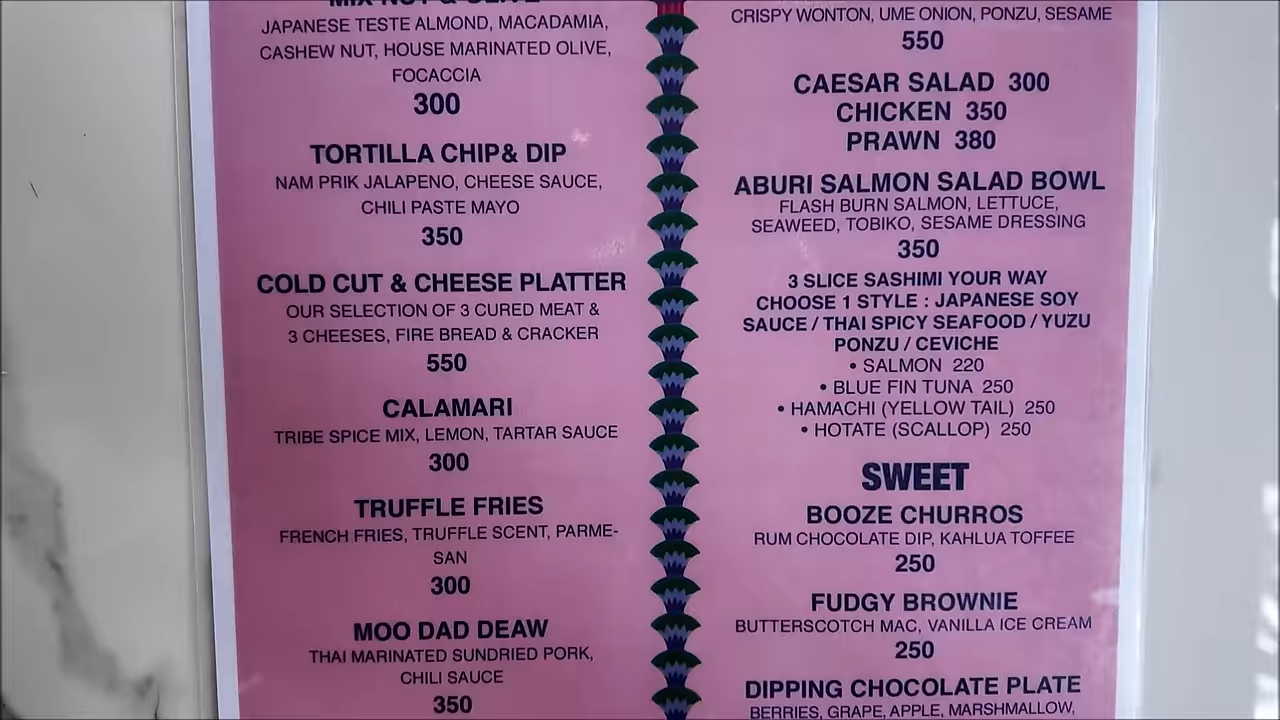 MIX NUT & OLIVE
JAPANESE TESTE ALMOND, MACADAMIA,
CASHEW NUT, HOUSE MARINATED OLIVE,
FOCACCIA
300
TORTILLA CHIP& DIP
NAM PRIK JALAPENO, CHEESE SAUCE,
CHILI PASTE MAYO
350
COLD CUT & CHEESE PLATTER
OUR SELECTION OF 3 CURED MEAT &
3 CHEESES, FIRE BREAD & CRACKER
550
CALAMARI
TRIBE SPICE MIX, LEMON, TARTAR SAUCE
300
TRUFFLE FRIES
FRENCH FRIES, TRUFFLE SCENT, PARME-
SAN
300
MOO DAD DEAW
THAI MARINATED SUNDRIED PORK,
CHILI SAUCE
350
CRISPY WONTON, UME ONION, PONZU, SESAME
550
CAESAR SALAD 300
CHICKEN 350
PRAWN 380
ABURI SALMON SALAD BOWL
FLASH BURN SALMON, LETTUCE,
SEAWEED, TOBIKO, SESAME DRESSING
350
3 SLICE SASHIMI YOUR WAY
CHOOSE 1 STYLE : JAPANESE SOY
SAUCE / THAI SPICY SEAFOOD / YUZU
PONZU / CEVICHE
• SALMON 220
• BLUE FIN TUNA 250
• HAMACHI (YELLOW TAIL) 250
• HOTATE (SCALLOP) 250
SWEET
BOOZE CHURROS
RUM CHOCOLATE DIP, KAHLUA TOFFEE
250
FUDGY BROWNIE
BUTTERSCOTCH MAC, VANILLA ICE CREAM
250
DIPPING CHOCOLATE PLATE
BERRIES, GRAPE, APPLE, MARSHMALLOW,